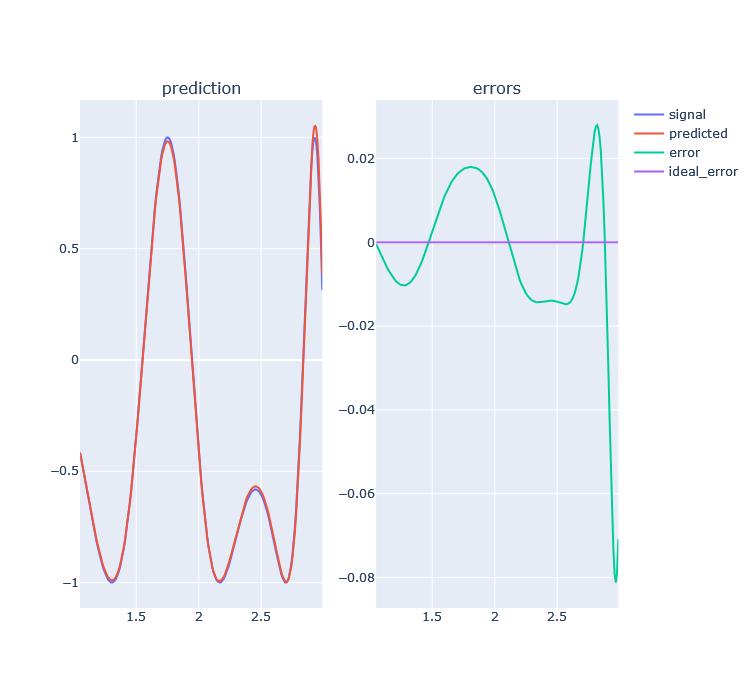 prediction
errors
1
0.5
0
−0.5
−1
1.5
2
2.5
0.02
0
−0.02
−0.04
−0.06
−0.08
1.5
2
2.5
signal
predicted
error
ideal_error